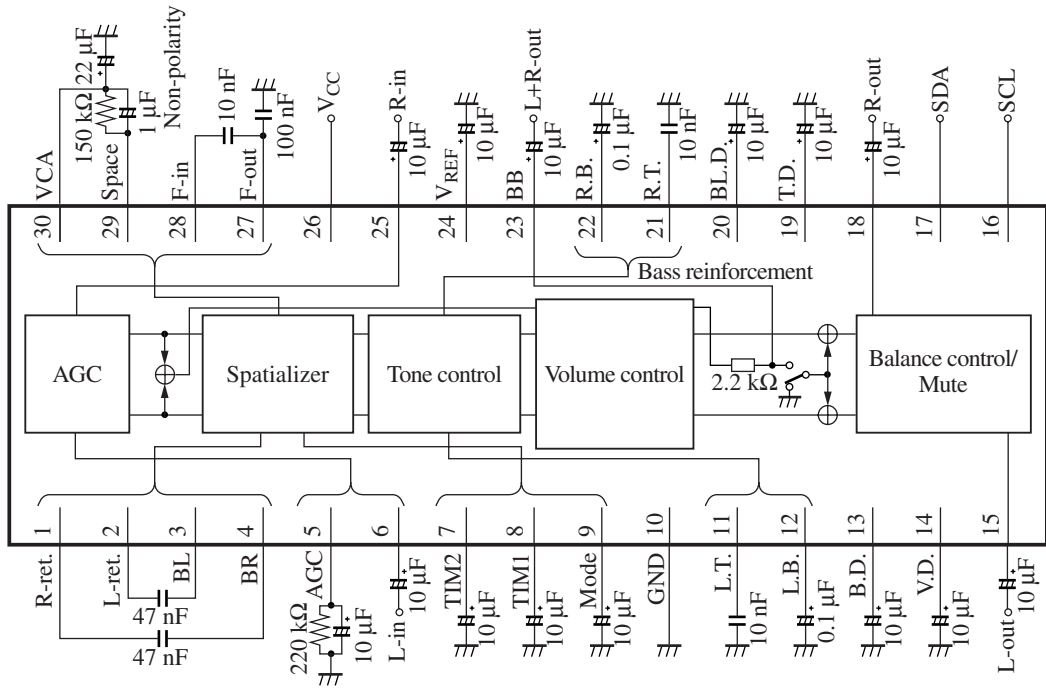 VCA
150 kΩ
22 μF
1 μF
Non-polarity
Space
F-in
10 nF
F-out
100 nF
VCC
R-in
10 μF
VREF
10 μF
BB
L+R-out
10 μF
R.B.
0.1 μF
R.T.
10 nF
BL.D.
10 μF
T.D.
10 μF
R-out
10 μF
SDA
SCL
30
29
28
27
26
25
24
23
22
21
20
19
18
17
16
Bass reinforcement
AGC
Spatializer
Tone control
Volume control
2.2 kΩ
Balance control/
Mute
1
2
3
4
5
6
7
8
9
10
11
12
13
14
15
R-ret.
L-ret.
BL
BR
47 nF
47 nF
AGC
220 kΩ
10 μF
L-in
10 μF
TIM2
10 μF
TIM1
10 μF
Mode
10 μF
GND
L.T.
10 nF
L.B.
0.1 μF
B.D.
10 μF
V.D.
10 μF
L-out
10 μF